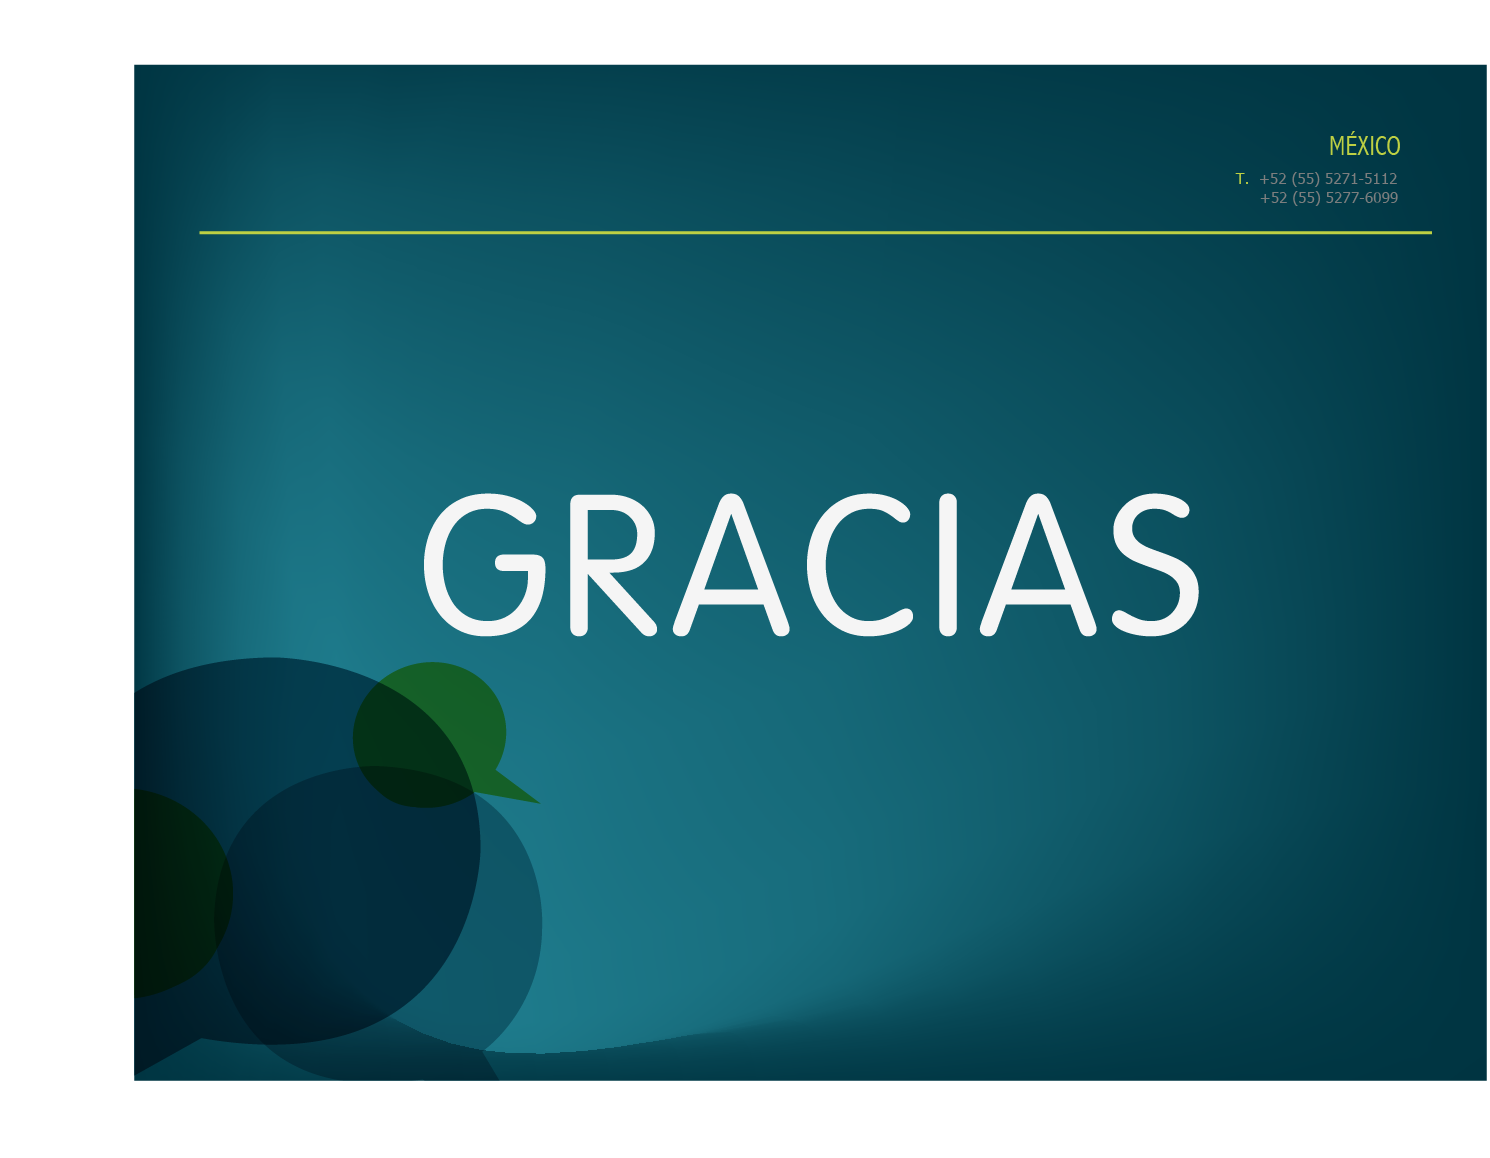 MÉXICO
T. +52 (55) 5271-5112
+52 (55) 5277-6099
GRACIAS